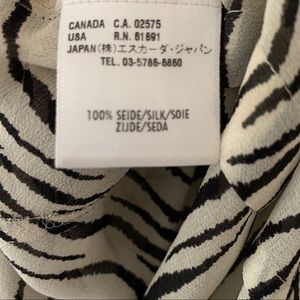 CANADA C.A. 02575
USA R.N. 61891
JAPAN(株)エスカーダ・ジャパン
TEL. 03-5786-6860
100% SEIDE/SILK/SOIE
ZIJDE/SEDA